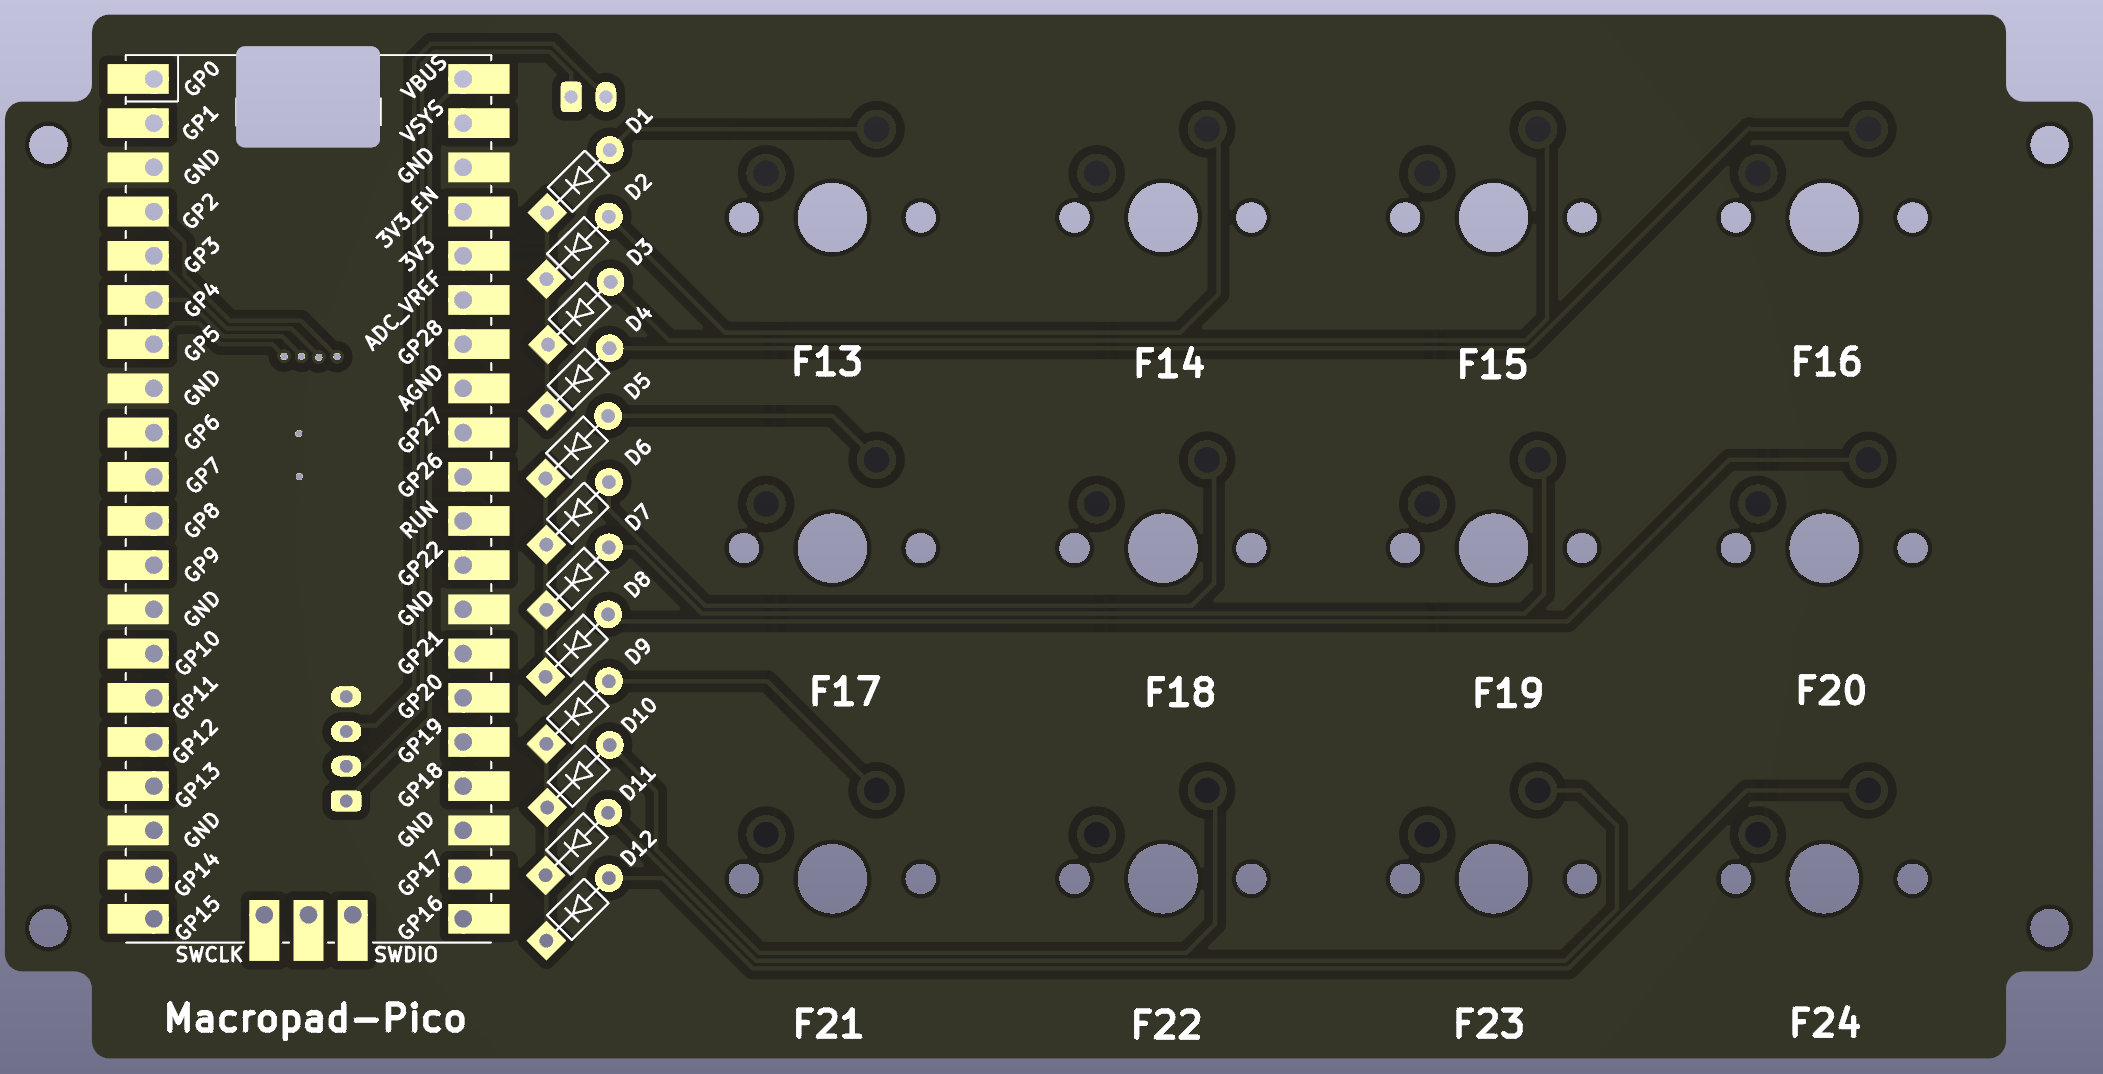 GP0
GP1
GND
GP2
GP3
GP4
GP5
GND
GP6
GP7
GP8
GP9
GND
GP10
GP11
GP12
GP13
GND
GP14
GP15
VBUS
VSYS
GND
3V3_EN
3V3
ADC_VREF
GP28
AGND
GP27
GP26
RUN
GP22
GND
GP21
GP20
GP19
GP18
GND
GP17
GP16
SWCLK
SWDIO
D1
D2
D3
D4
D5
D6
D7
D8
D9
D10
D11
D12
F13 F14 F15 F16
F17 F18 F19 F20
F21 F22 F23 F24
Macropad-Pico